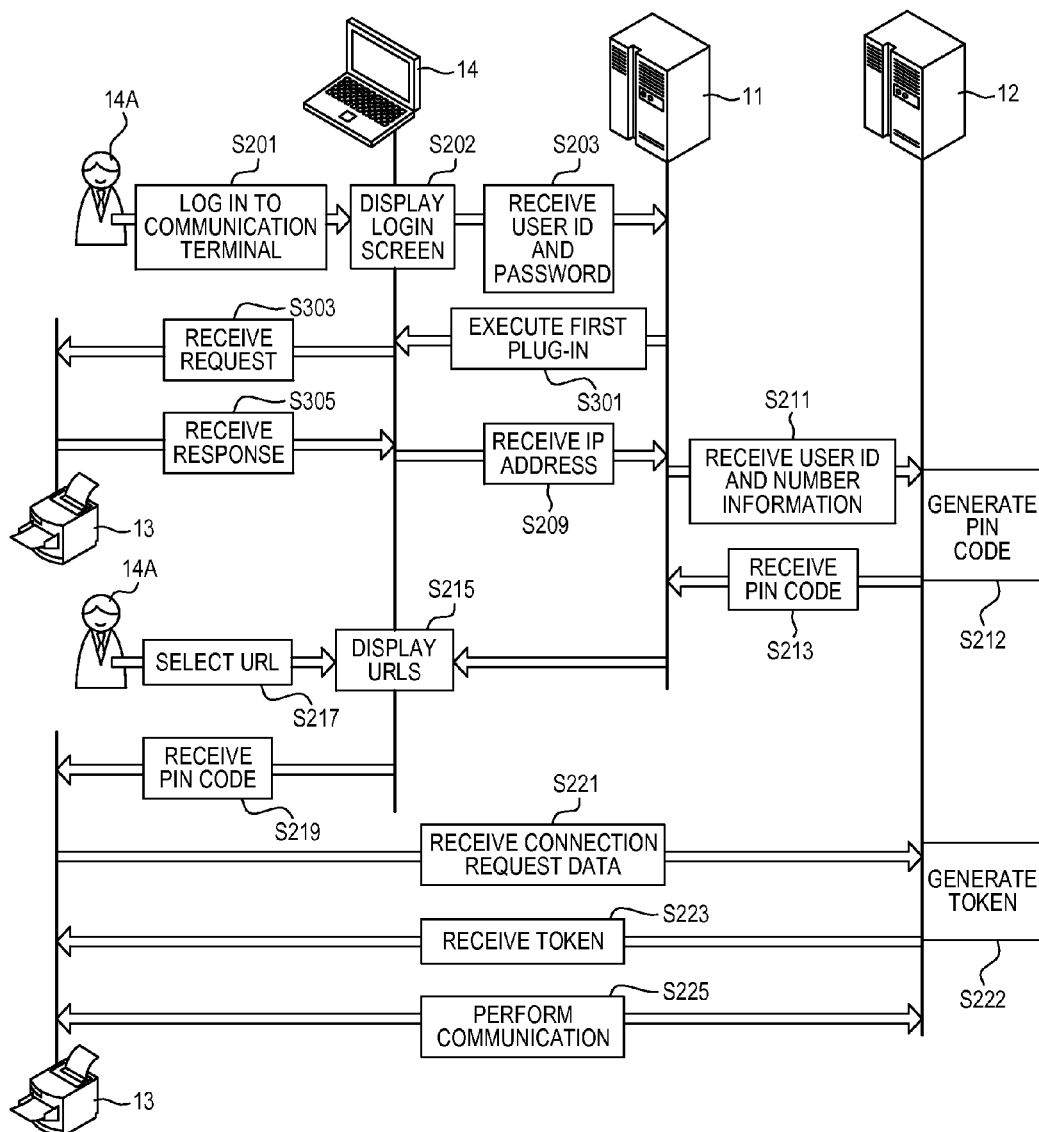 14
11
12
14A
S201
S202
S203
LOG IN TO
COMMUNICATION
TERMINAL
DISPLAY
LOGIN
SCREEN
RECEIVE
USER ID
AND
PASSWORD
S303
RECEIVE
REQUEST
EXECUTE FIRST
PLUG-IN
S301
S305
RECEIVE
RESPONSE
RECEIVE IP
ADDRESS
S209
S211
RECEIVE USER ID
AND NUMBER
INFORMATION
GENERATE
PIN
CODE
S212
13
RECEIVE
PIN CODE
S213
14A
S215
SELECT URL
S217
DISPLAY
URLS
RECEIVE
PIN CODE
S219
S221
RECEIVE CONNECTION
REQUEST DATA
GENERATE
TOKEN
S222
S223
RECEIVE TOKEN
S225
PERFORM
COMMUNICATION
13